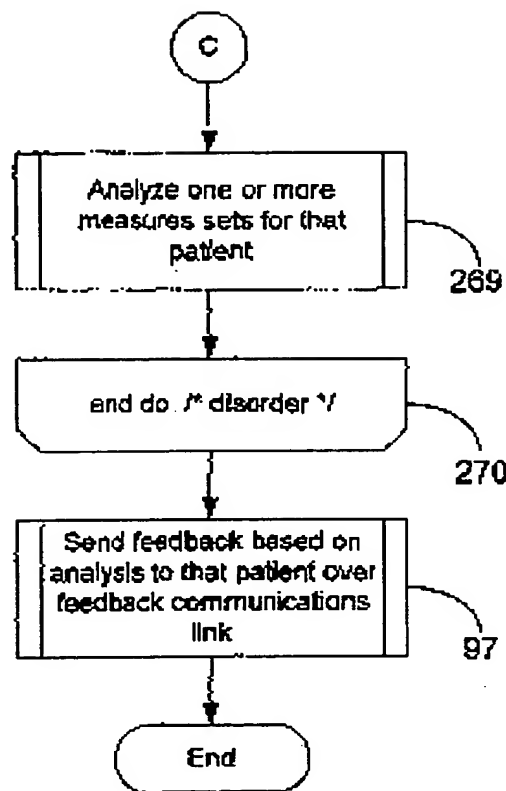 C
Analyze one or more
measures sets for that
patient
269
end do /* disorder */
270
Send feedback based on
analysis to that patient over
feedback communications
link
97
End